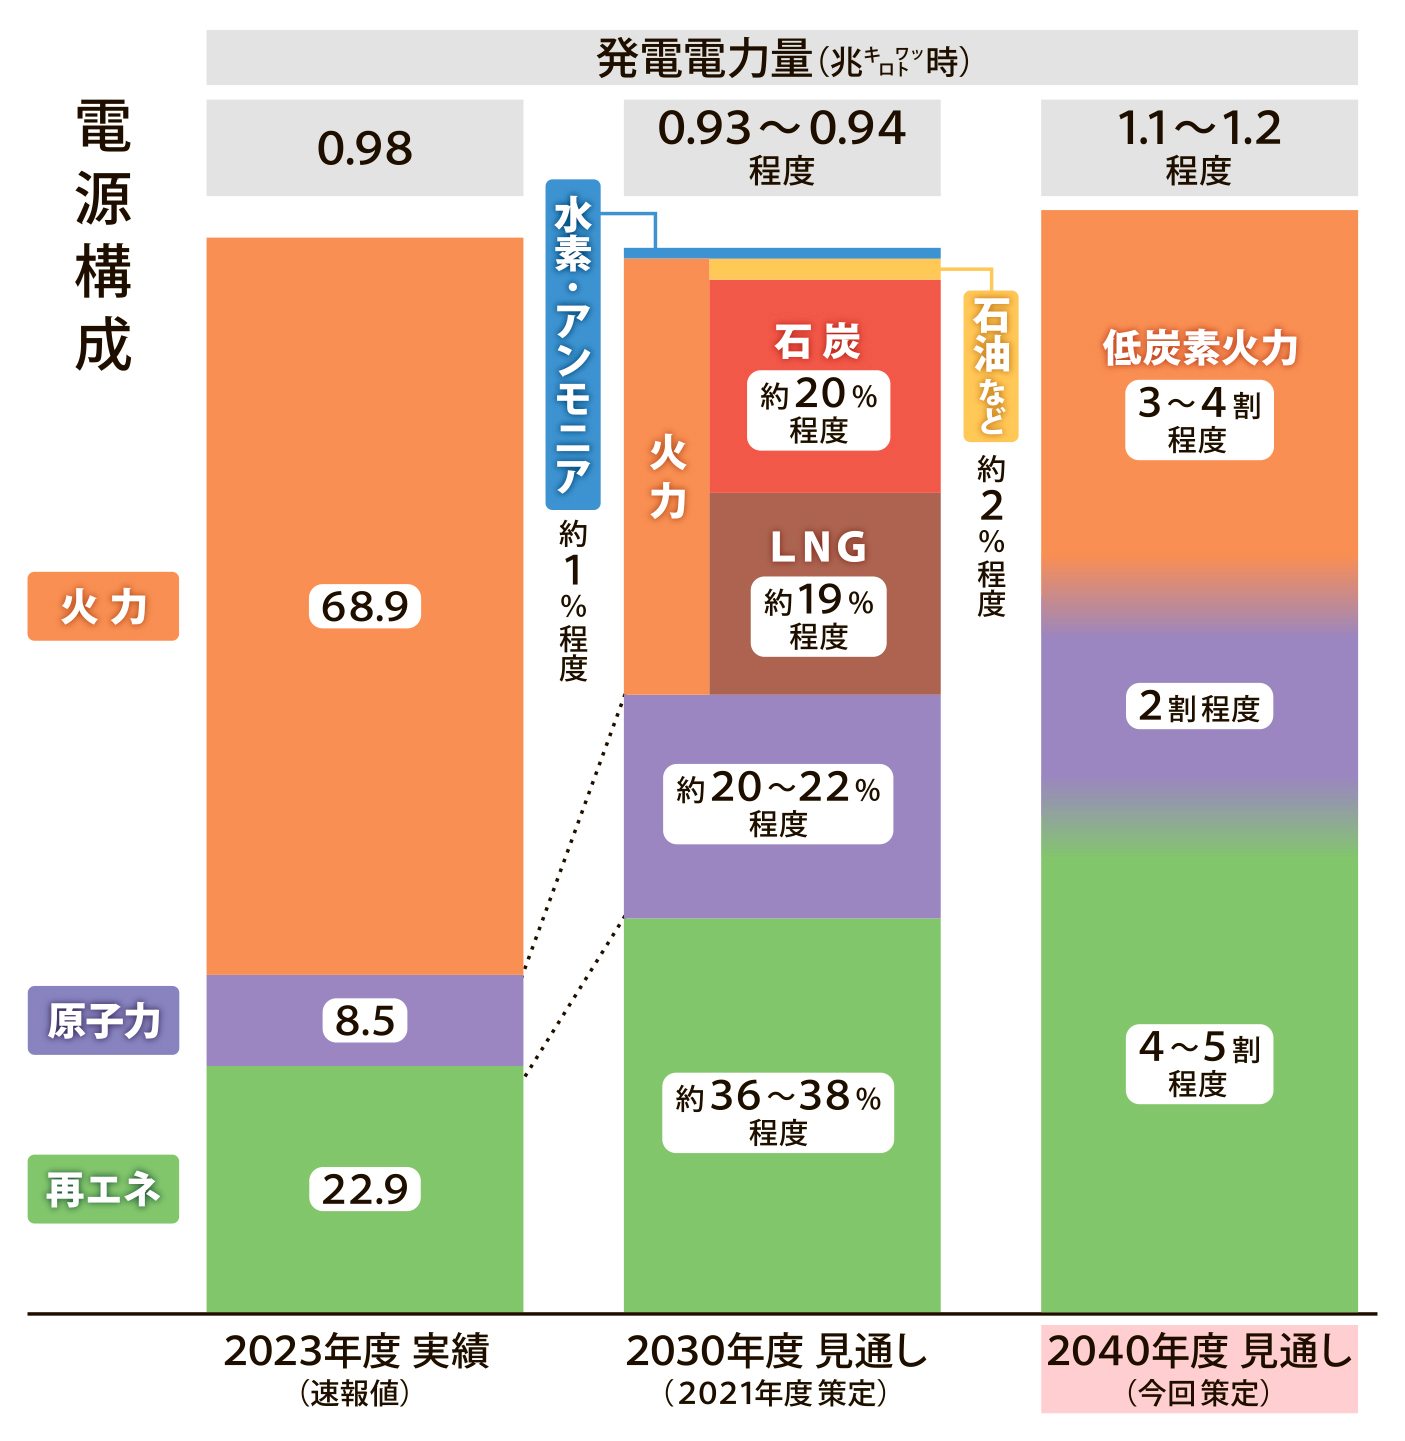 発電電力量(兆キロワット時)
電源構成
0.98
0.93〜0.94
程度
1.1〜1.2
程度
火力
68.9
原子力
8.5
再エネ
22.9
水素・アンモニア
約1%程度
火力
石炭
約20%
程度
LNG
約19%
程度
石油など
約2%程度
約20〜22%
程度
約36〜38%
程度
低炭素火力
3〜4割
程度
2割程度
4〜5割
程度
2023年度 実績
(速報値)
2030年度 見通し
(2021年度 策定)
2040年度 見通し
(今回 策定)